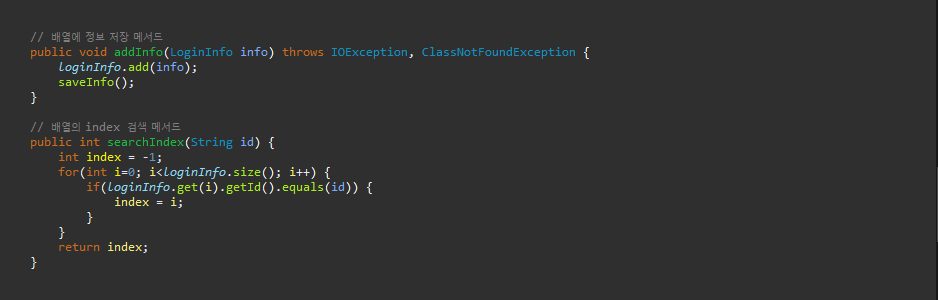 // 배열에 정보 저장 메서드
public void addInfo(LoginInfo info) throws IOException, ClassNotFoundException {
loginInfo.add(info);
saveInfo();
}
// 배열의 index 검색 메서드
public int searchIndex(String id) {
int index = -1;
for(int i=0; i<loginInfo.size(); i++) {
if(loginInfo.get(i).getId().equals(id)) {
index = i;
}
}
return index;
}